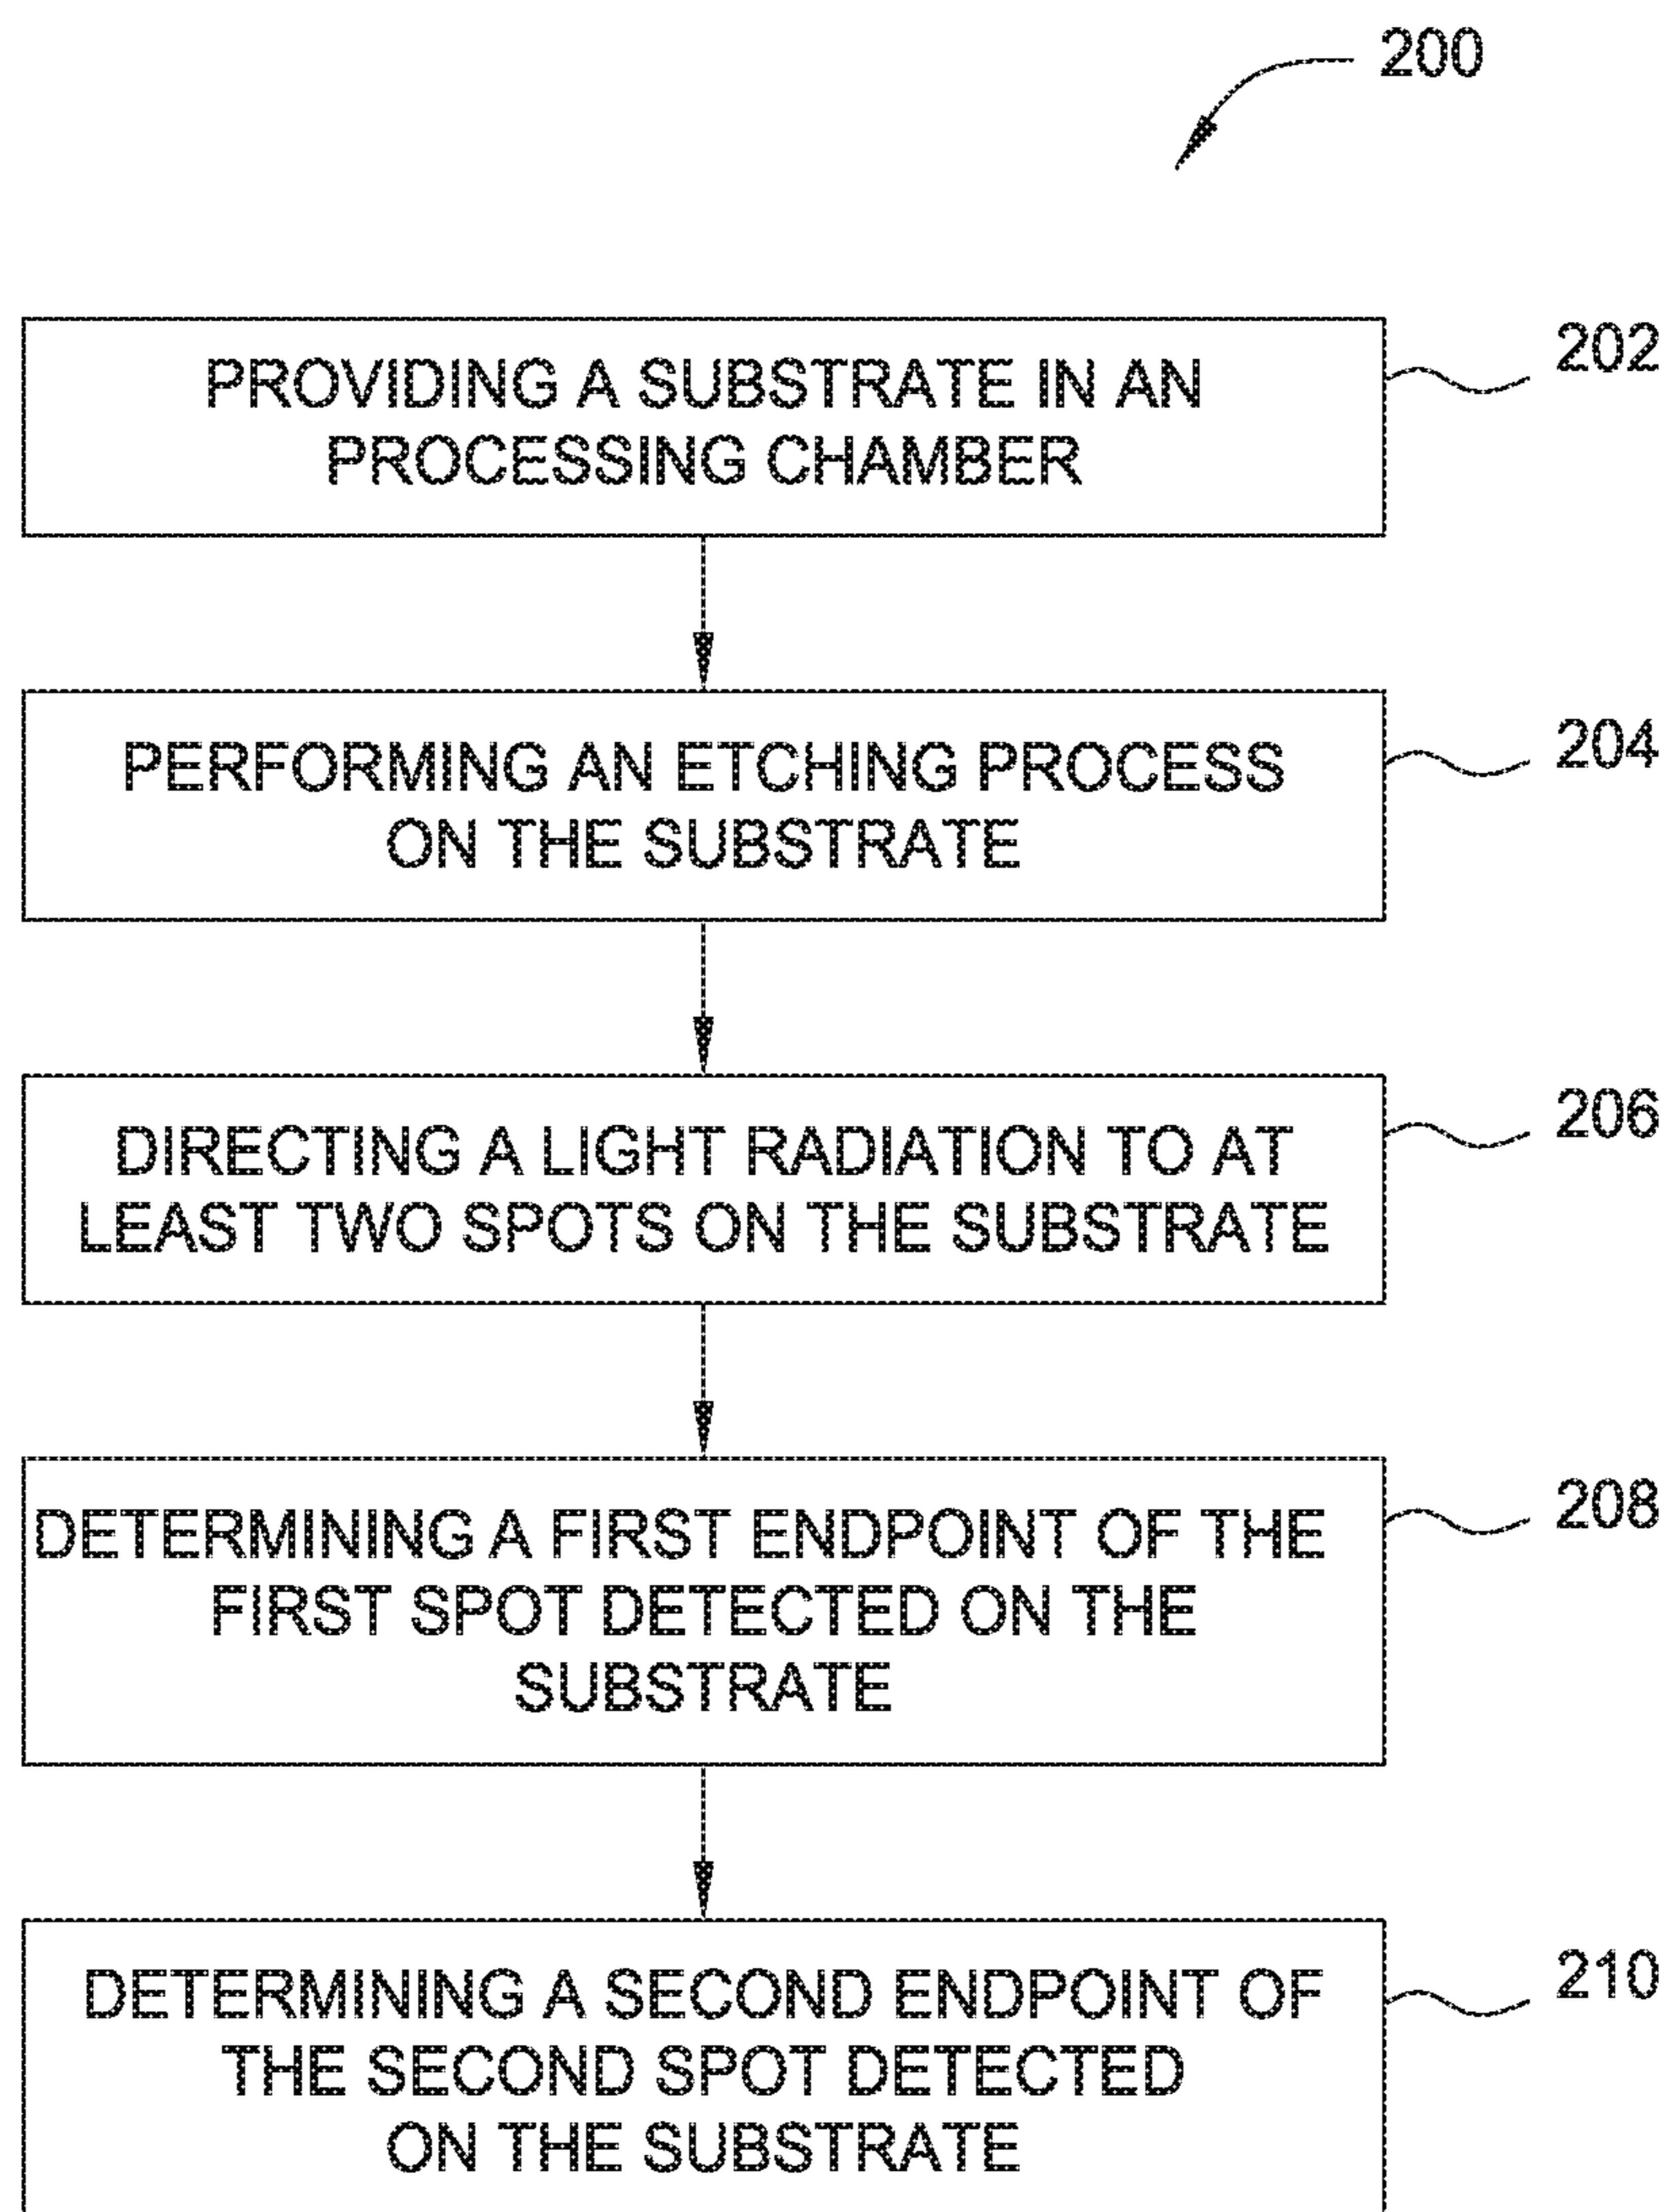 200
PROVIDING A SUBSTRATE IN AN
PROCESSING CHAMBER
202
PERFORMING AN ETCHING PROCESS
ON THE SUBSTRATE
204
DIRECTING A LIGHT RADIATION TO AT
LEAST TWO SPOTS ON THE SUBSTRATE
206
DETERMINING A FIRST ENDPOINT OF THE
FIRST SPOT DETECTED ON THE
SUBSTRATE
208
DETERMINING A SECOND ENDPOINT OF
THE SECOND SPOT DETECTED
ON THE SUBSTRATE
210